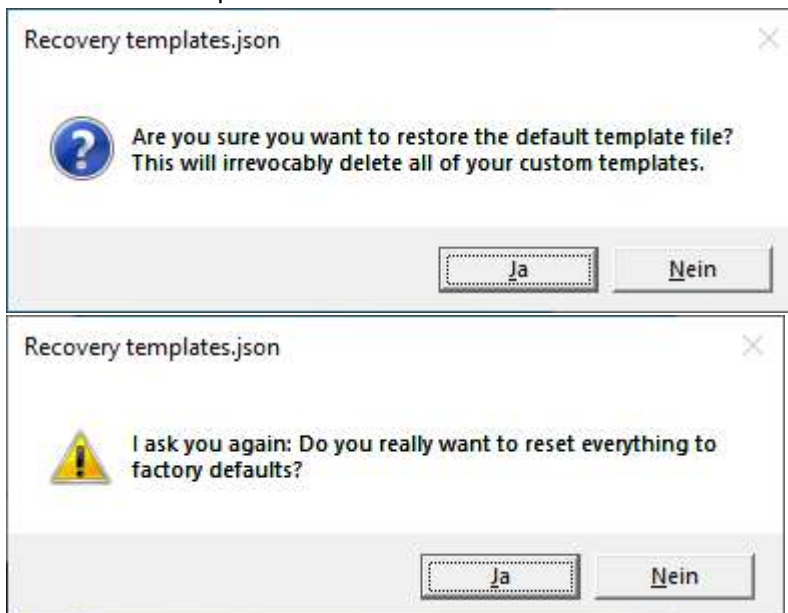 Recovery templates.json
Are you sure you want to restore the default template file?
This will irrevocably delete all of your custom templates.
Ja Nein
Recovery templates.json
I ask you again: Do you really want to reset everything to
factory defaults?
Ja Nein